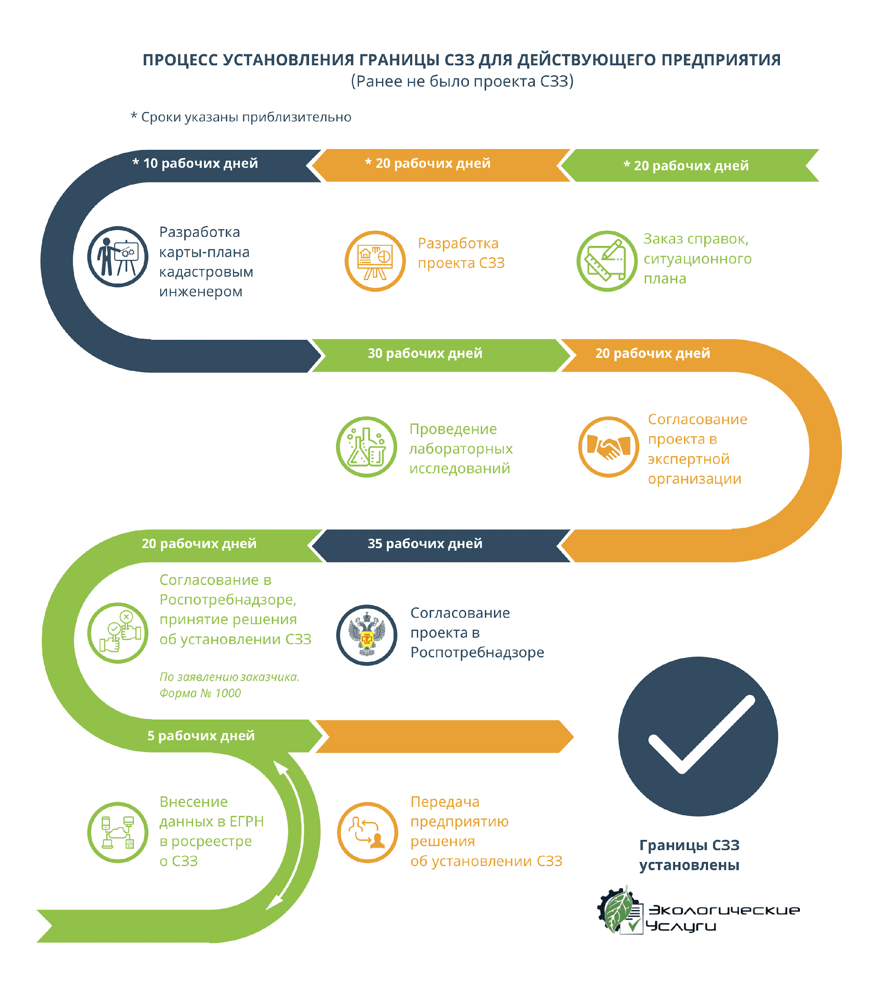 ПРОЦЕСС УСТАНОВЛЕНИЯ ГРАНИЦЫ СЗЗ ДЛЯ ДЕЙСТВУЮЩЕГО ПРЕДПРИЯТИЯ
(Ранее не было проекта СЗЗ)
* Сроки указаны приблизительно
* 10 рабочих дней
* 20 рабочих дней
* 20 рабочих дней
Разработка
карты-плана
кадастровым
инженером
Разработка
проекта СЗЗ
Заказ справок,
ситуационного
плана
30 рабочих дней
20 рабочих дней
Проведение
лабораторных
исследований
Согласование
проекта в
экспертной
организации
20 рабочих дней
35 рабочих дней
Согласование в
Роспотребнадзоре,
принятие решения
об установлении СЗЗ
По заявлению заказчика.
Форма № 1000
Согласование
проекта в
Роспотребнадзоре
5 рабочих дней
Внесение
данных в ЕГРН
в росреестре
о СЗЗ
Передача
предприятию
решения
об установлении СЗЗ
Границы СЗЗ
установлены
Экологические
Услуги